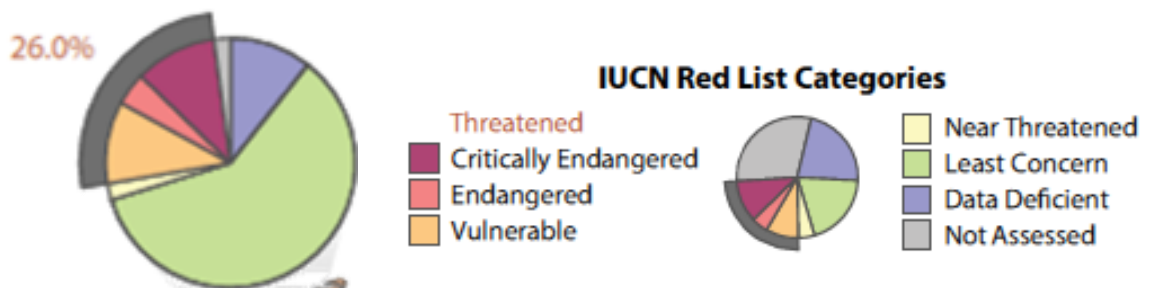 26.0%
IUCN Red List Categories
Threatened
Critically Endangered
Endangered
Vulnerable
Near Threatened
Least Concern
Data Deficient
Not Assessed